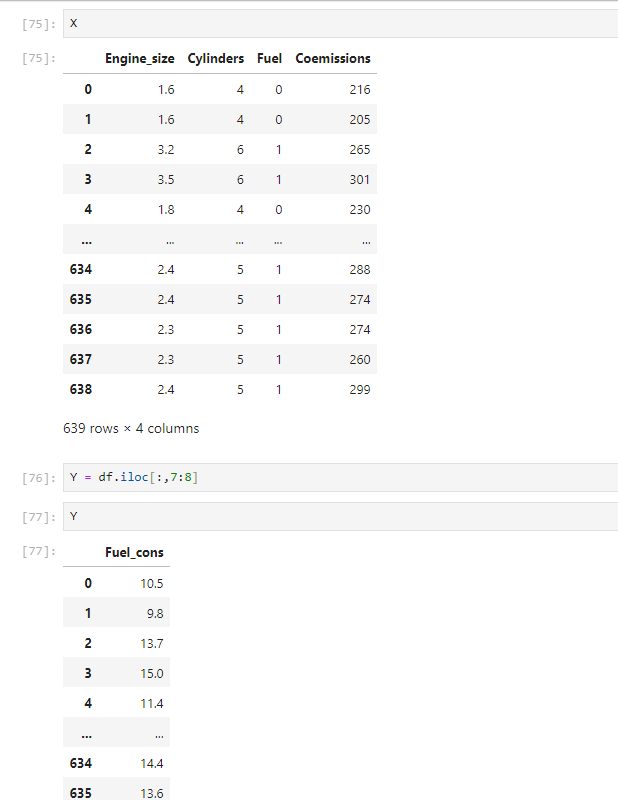 [75]: X
[75]: Engine_size Cylinders Fuel Coemissions
0 1.6 4 0 216
1 1.6 4 0 205
2 3.2 6 1 265
3 3.5 6 1 301
4 1.8 4 0 230
... ... ... ... ...
634 2.4 5 1 288
635 2.4 5 1 274
636 2.3 5 1 274
637 2.3 5 1 260
638 2.4 5 1 299
639 rows × 4 columns
[76]: Y = df.iloc[:,7:8]
[77]: Y
[77]: Fuel_cons
0 10.5
1 9.8
2 13.7
3 15.0
4 11.4
... ...
634 14.4
635 13.6